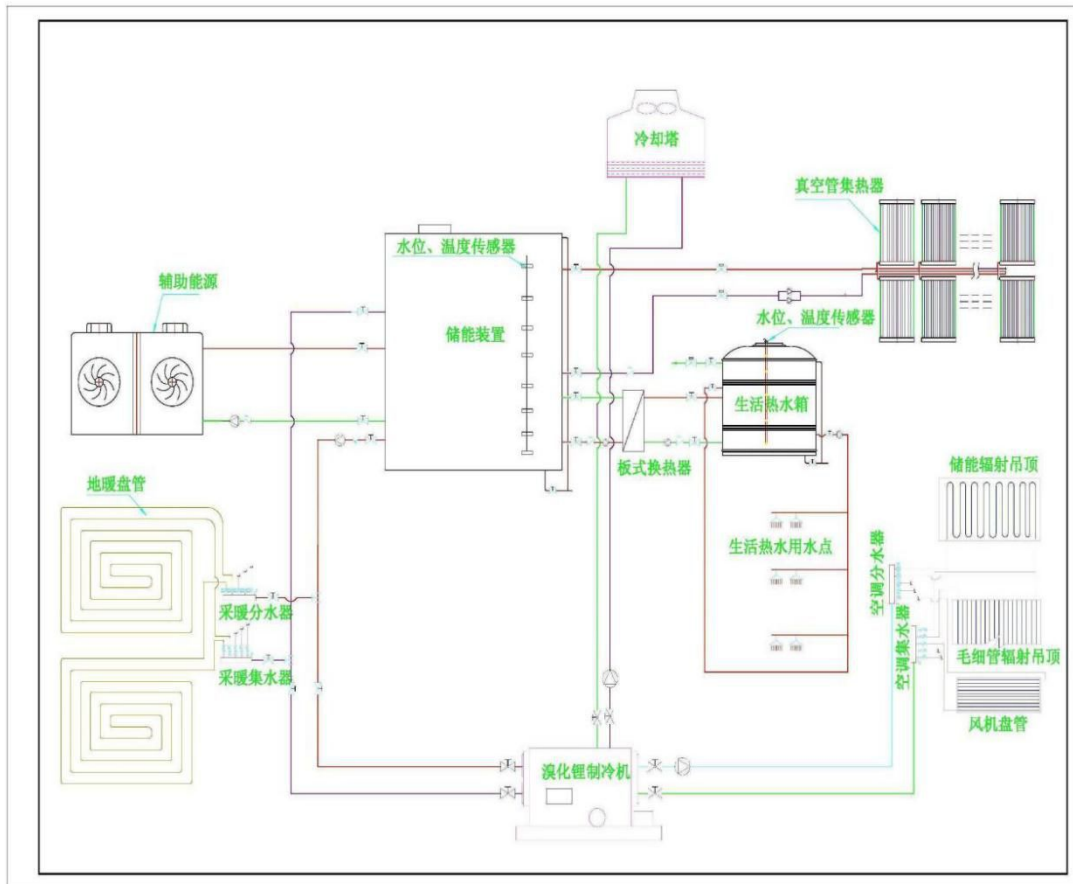 冷却塔
真空管集热器
水位、温度传感器
辅助能源
储能装置
水位、温度传感器
生活热水箱
板式换热器
储能辐射吊顶
地暖盘管
生活热水用水点
空调分水器
采暖分水器
空调集水器
毛细管辐射吊顶
采暖集水器
风机盘管
溴化锂制冷机